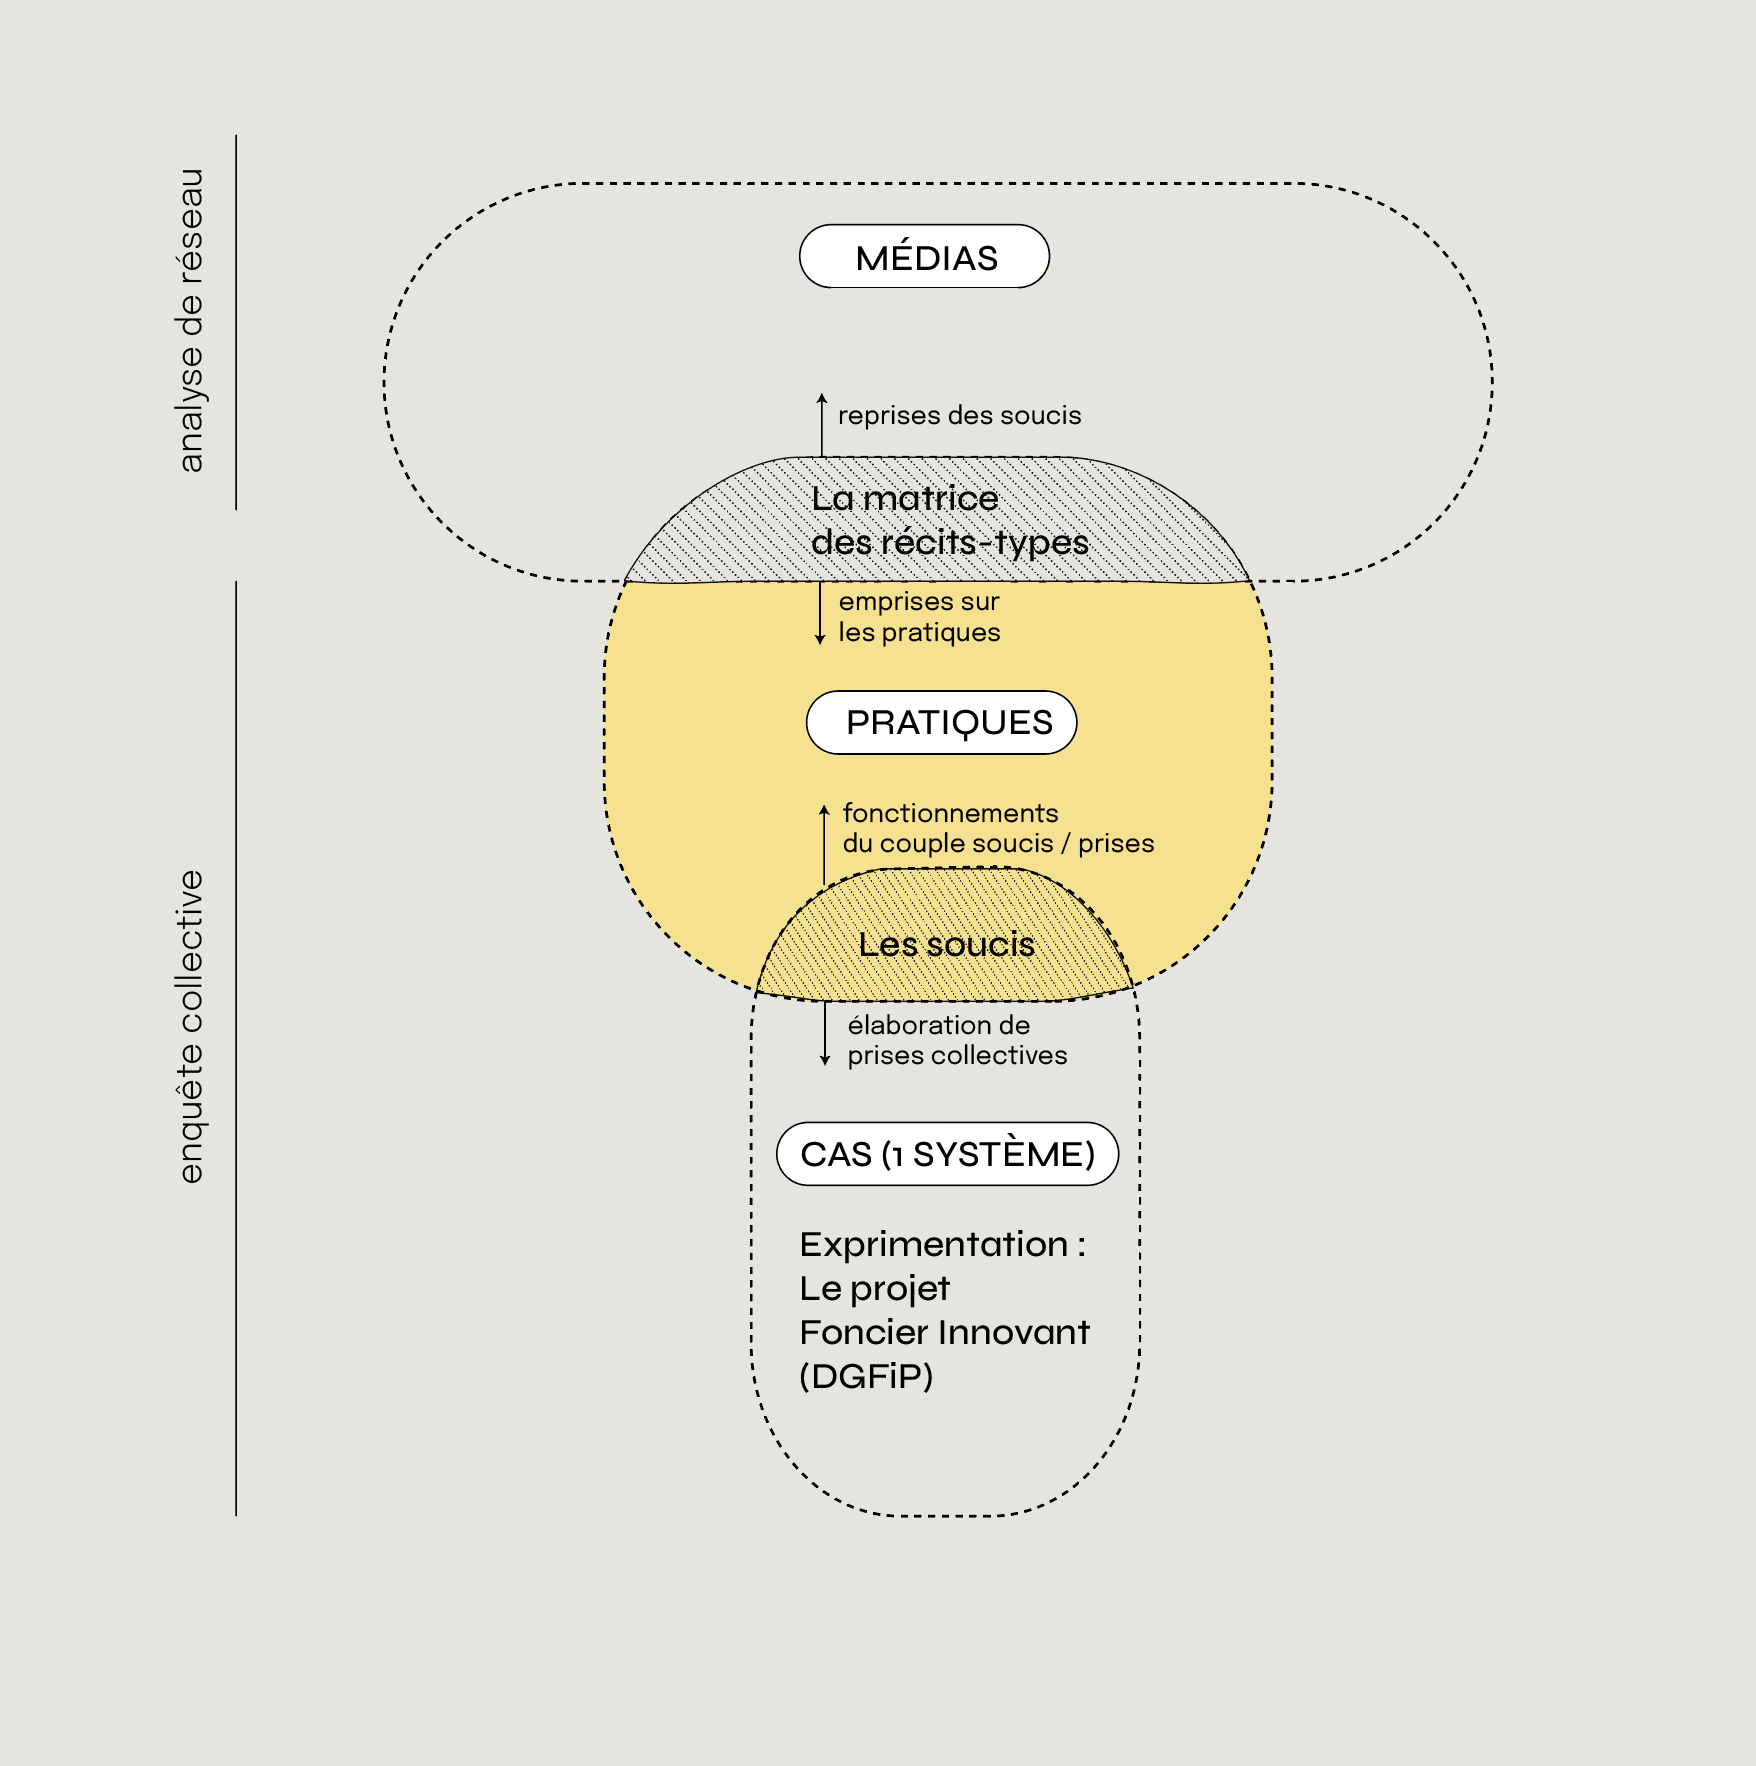 analyse de réseau
MÉDIAS
reprises des soucis
La matrice
des récits-types
emprises sur
les pratiques
PRATIQUES
fonctionnements
du couple soucis / prises
enquête collective
Les soucis
élaboration de
prises collectives
CAS (1 SYSTÈME)
Exprimentation :
Le projet
Foncier Innovant
(DGFiP)